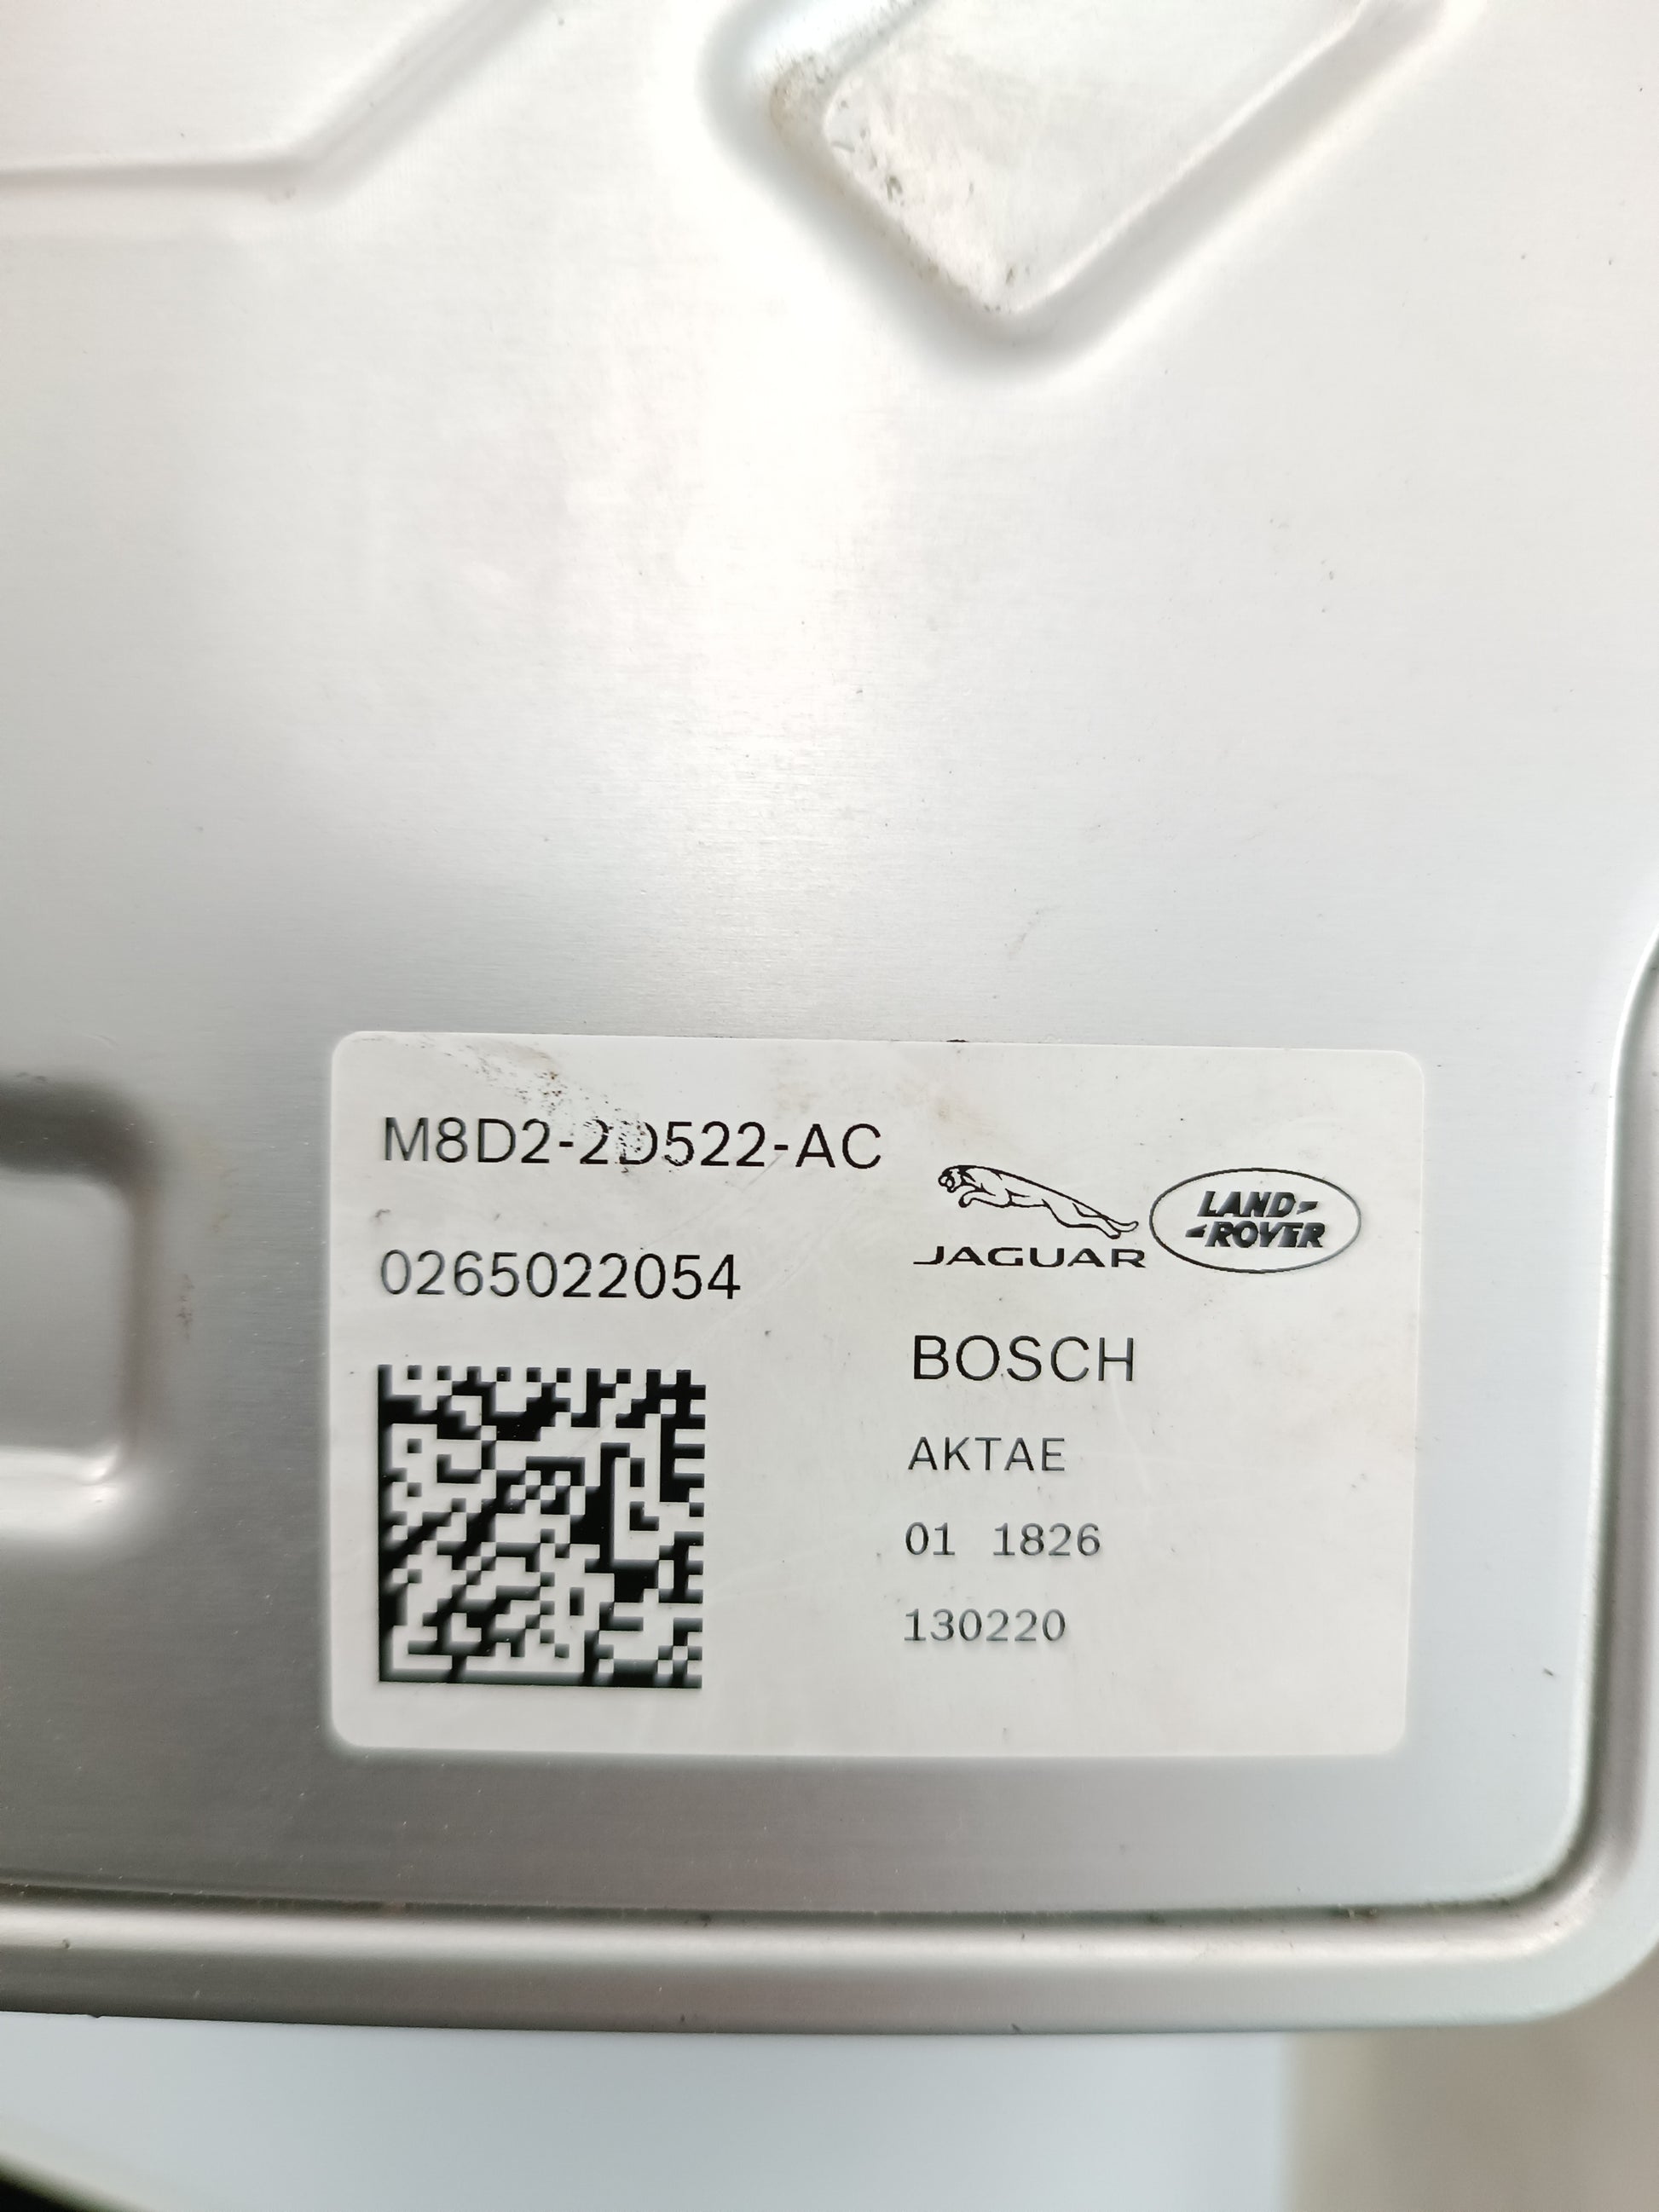 M8D2-2D522-AC
JAGUAR
LAND-
-ROVER
0265022054
BOSCH
AKTAE
01 1826
130220